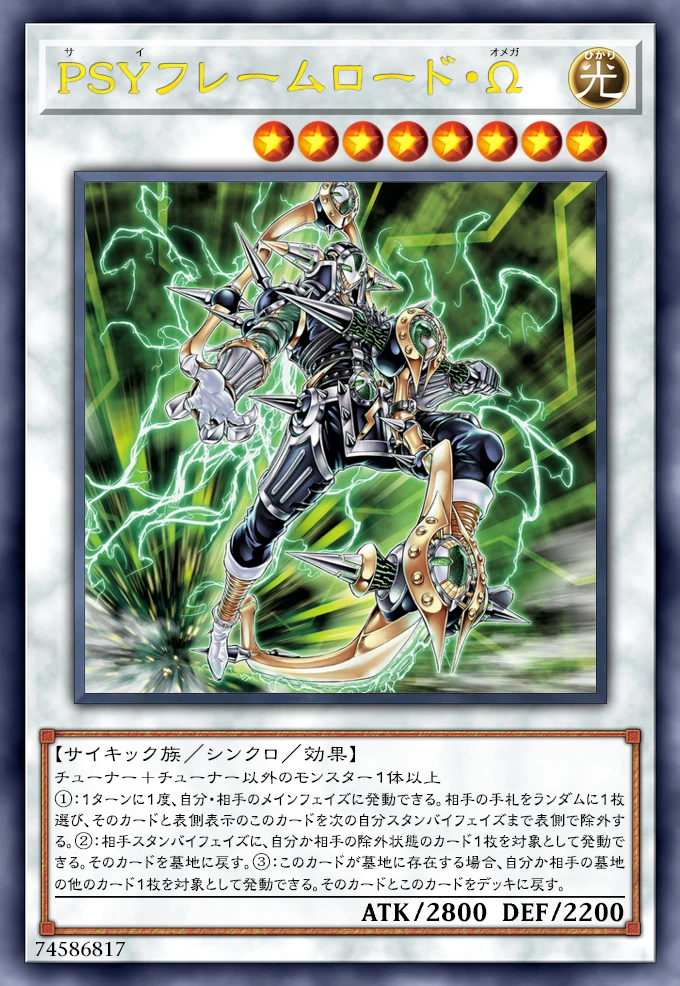 サイ オメガ
PSYフレームロード・Ω
ひかり
光
【サイキック族／シンクロ／効果】
チューナー＋チューナー以外のモンスター1体以上
①：1ターンに1度、自分・相手のメインフェイズに発動できる。相手の手札をランダムに1枚
選び、そのカードと表側表示のこのカードを次の自分スタンバイフェイズまで表側で除外す
る。②：相手スタンバイフェイズに、自分か相手の除外状態のカード1枚を対象として発動で
きる。そのカードを墓地に戻す。③：このカードが墓地に存在する場合、自分か相手の墓地
の他のカード1枚を対象として発動できる。そのカードとこのカードをデッキに戻す。
ATK/2800 DEF/2200
74586817